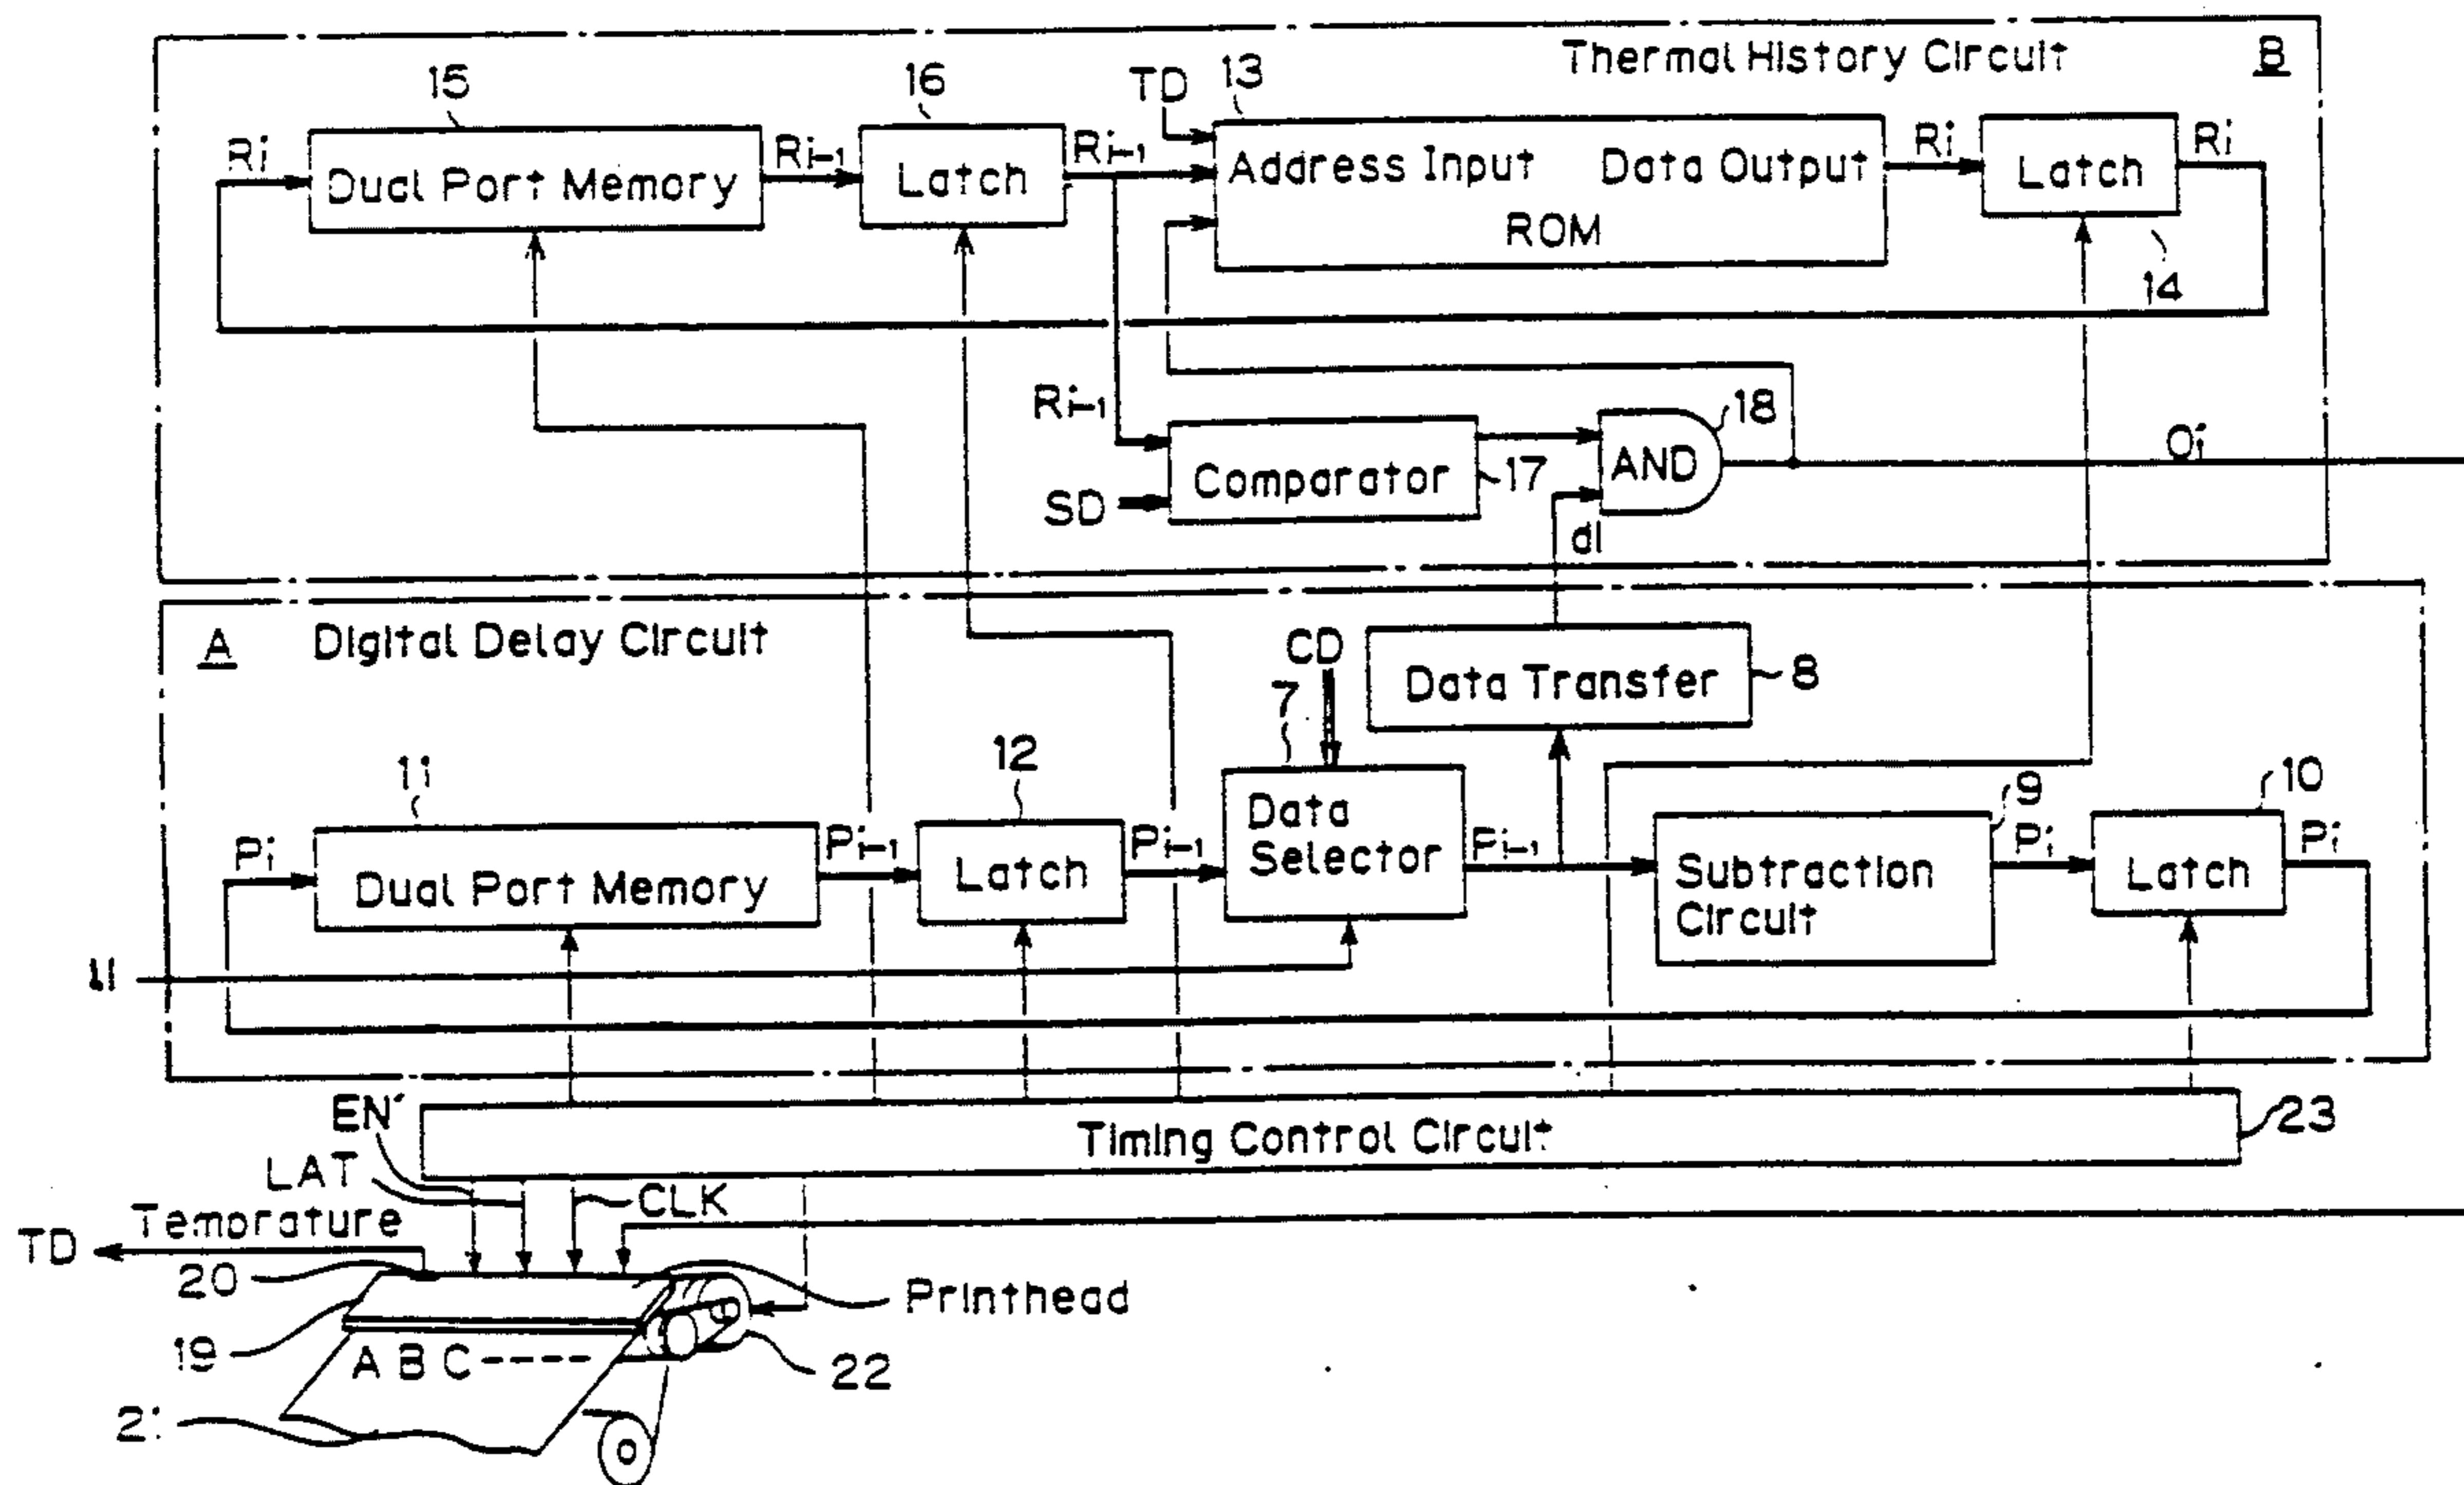 Thermal History Circuit B
15
16
TD
13
Ri
Dual Port Memory
Ri-1
Latch
Ri-1
Address Input
Data Output
ROM
Ri
Latch
Ri
14
Ri-1
SD
Comparator
17
AND
18
Oi
di
A
Digital Delay Circuit
CD
7
Data Transfer
8
11
12
Pi
Dual Port Memory
Pi-1
Latch
Pi-1
Data
Selector
Pi-1
Subtraction
Circuit
9
Pi
Latch
10
Pi
EN'
Timing Control Circuit
23
LAT
CLK
Temprature
TD
20
Printhead
19
A B C-----
22